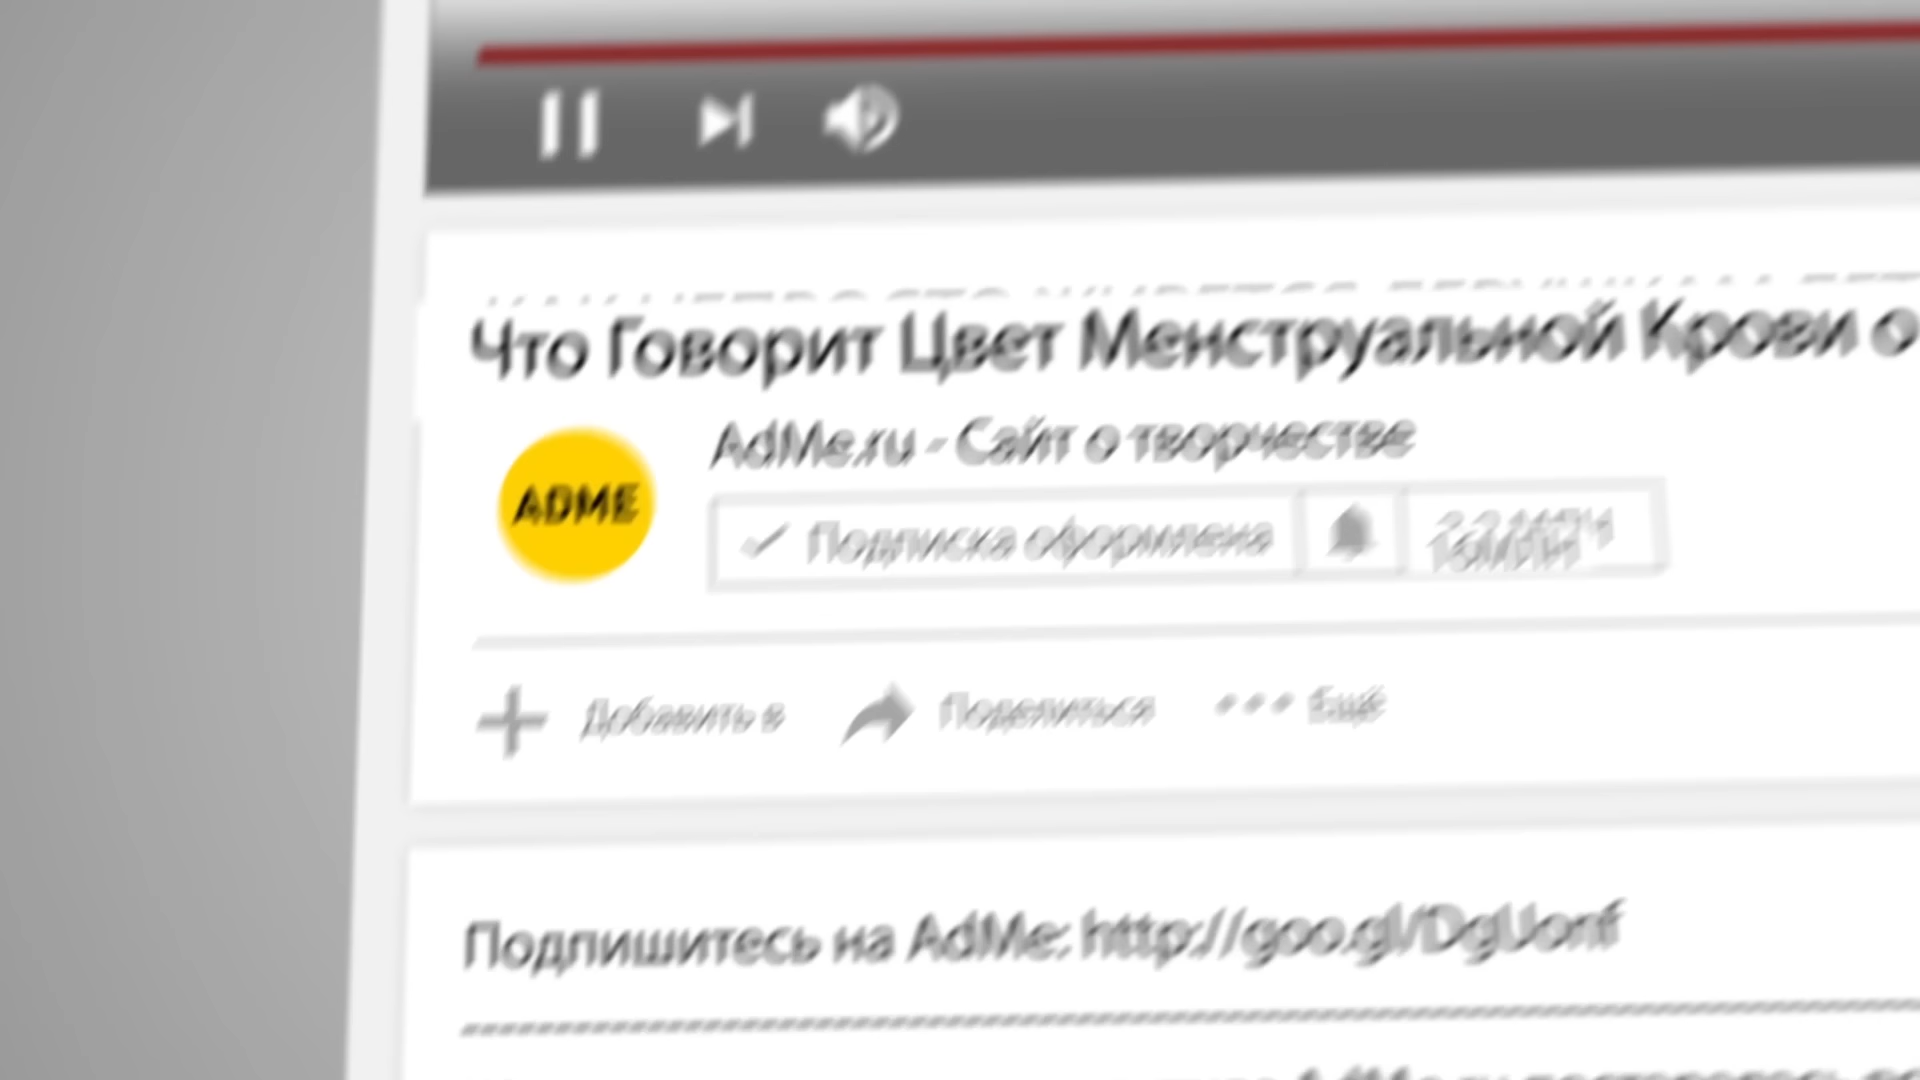 Что Говорит Цвет Менструальной Крови о
ADME
AdMe.ru - Сайт о творчестве
Подписка оформлена
Добавить в Поделиться Ещё
Подпишитесь на AdMe: http://goo.gl/DgUonf